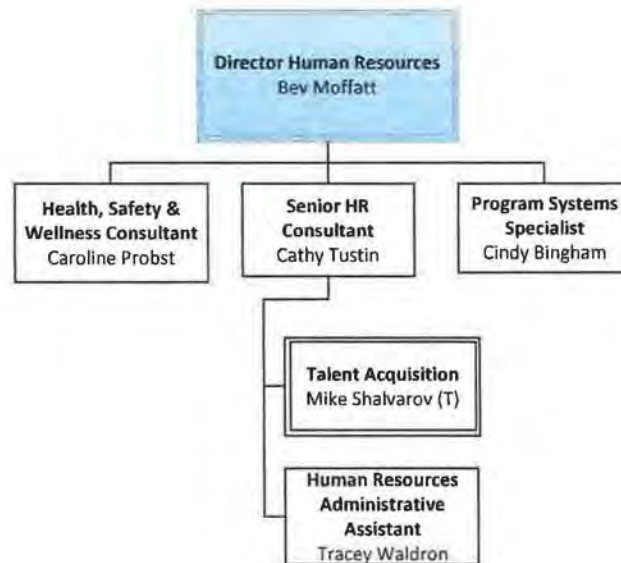 Director Human Resources
Bev Moffatt
Health, Safety &
Wellness Consultant
Caroline Probst
Senior HR
Consultant
Cathy Tustin
Program Systems
Specialist
Cindy Bingham
Talent Acquisition
Mike Shalvarov (T)
Human Resources
Administrative
Assistant
Tracey Waldron